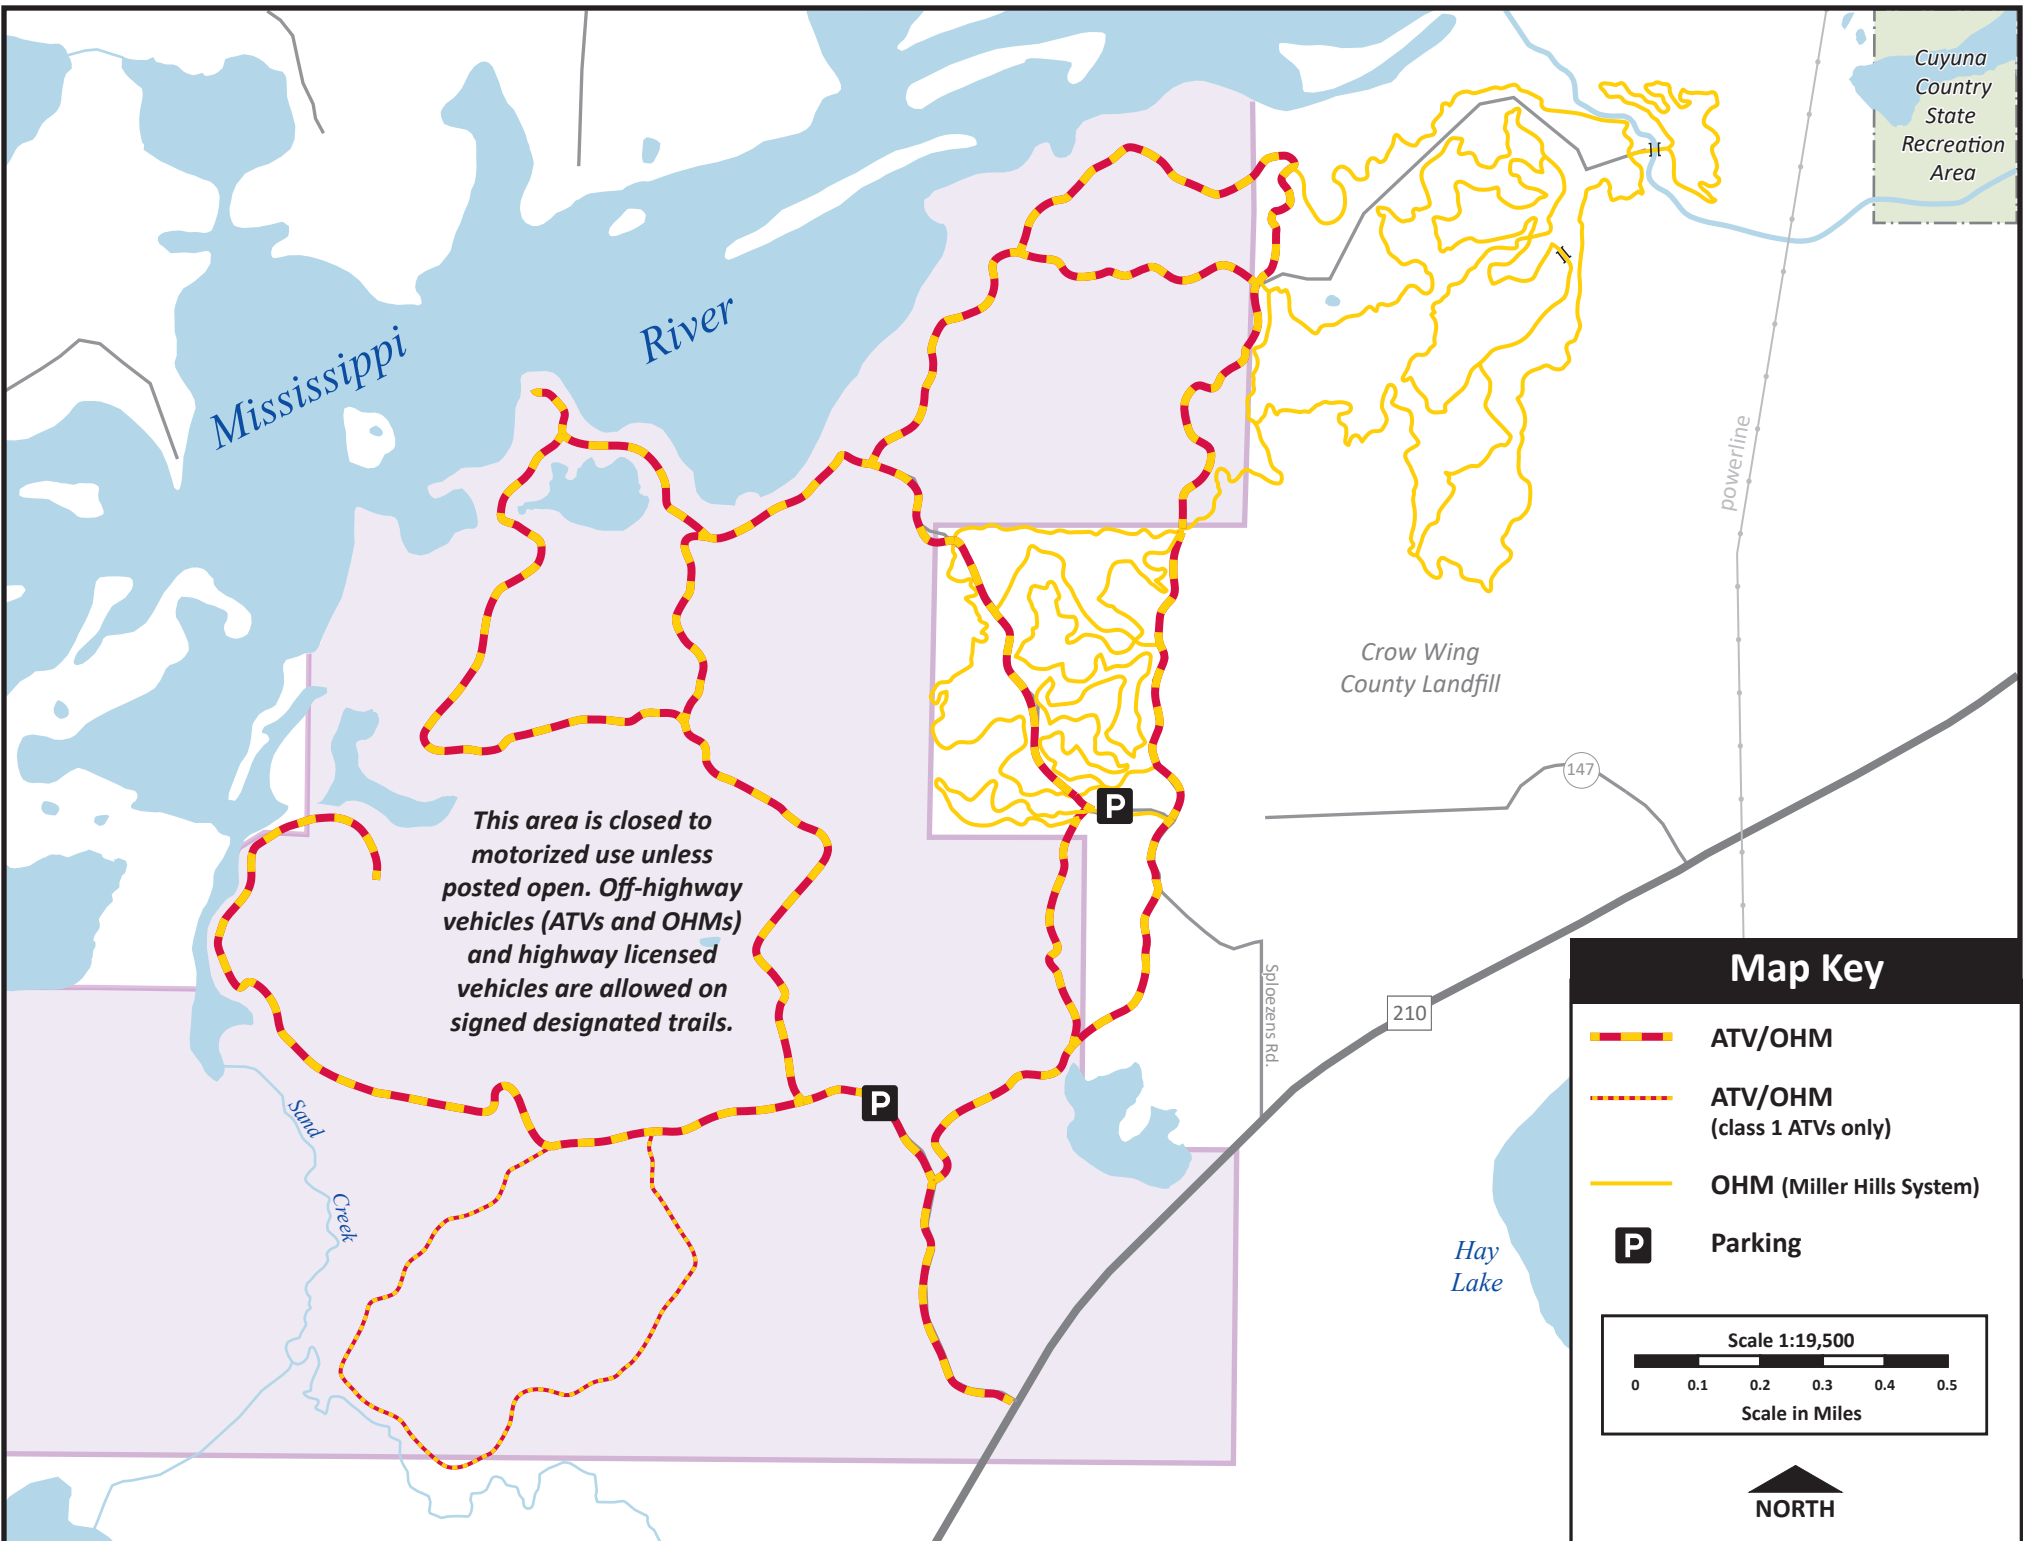 Cuyuna
Country
State
Recreation
Area
Mississippi
River
powerline
Crow Wing
County Landfill
147
P
This area is closed to
motorized use unless
posted open. Off-highway
vehicles (ATVs and OHMs)
and highway licensed
vehicles are allowed on
signed designated trails.
Sploezens Rd.
210
P
Sand
Creek
Hay
Lake
Map Key
ATV/OHM
ATV/OHM
(class 1 ATVs only)
OHM (Miller Hills System)
P
Parking
Scale 1:19,500
0 0.1 0.2 0.3 0.4 0.5
Scale in Miles
NORTH